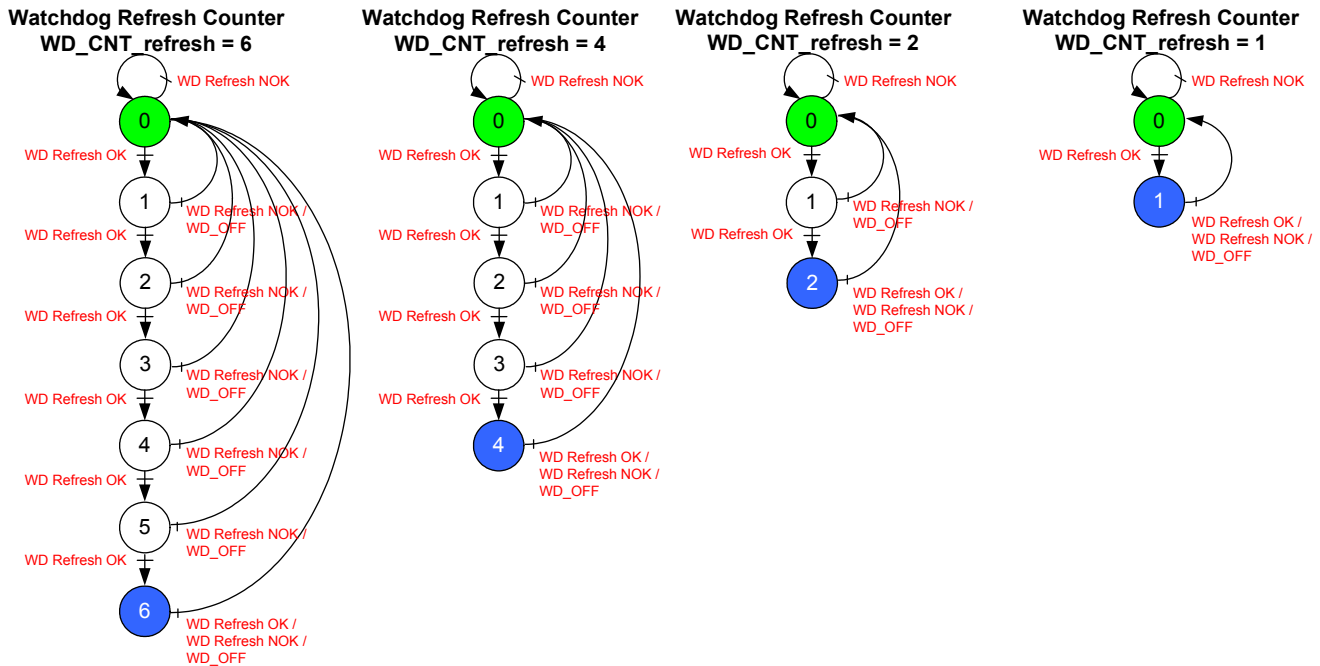 Watchdog Refresh Counter
WD_CNT_refresh = 6
WD Refresh NOK
0
WD Refresh OK
1
WD Refresh NOK /
WD_OFF
WD Refresh OK
2
WD Refresh NOK /
WD_OFF
WD Refresh OK
3
WD Refresh NOK /
WD_OFF
WD Refresh OK
4
WD Refresh NOK /
WD_OFF
WD Refresh OK
5
WD Refresh NOK /
WD_OFF
WD Refresh OK
6
WD Refresh OK /
WD Refresh NOK /
WD_OFF
Watchdog Refresh Counter
WD_CNT_refresh = 4
WD Refresh NOK
0
WD Refresh OK
1
WD Refresh NOK /
WD_OFF
WD Refresh OK
2
WD Refresh NOK /
WD_OFF
WD Refresh OK
3
WD Refresh NOK /
WD_OFF
WD Refresh OK
4
WD Refresh OK /
WD Refresh NOK /
WD_OFF
Watchdog Refresh Counter
WD_CNT_refresh = 2
WD Refresh NOK
0
WD Refresh OK
1
WD Refresh NOK /
WD_OFF
WD Refresh OK
2
WD Refresh OK /
WD Refresh NOK /
WD_OFF
Watchdog Refresh Counter
WD_CNT_refresh = 1
WD Refresh NOK
0
WD Refresh OK
1
WD Refresh OK /
WD Refresh NOK /
WD_OFF